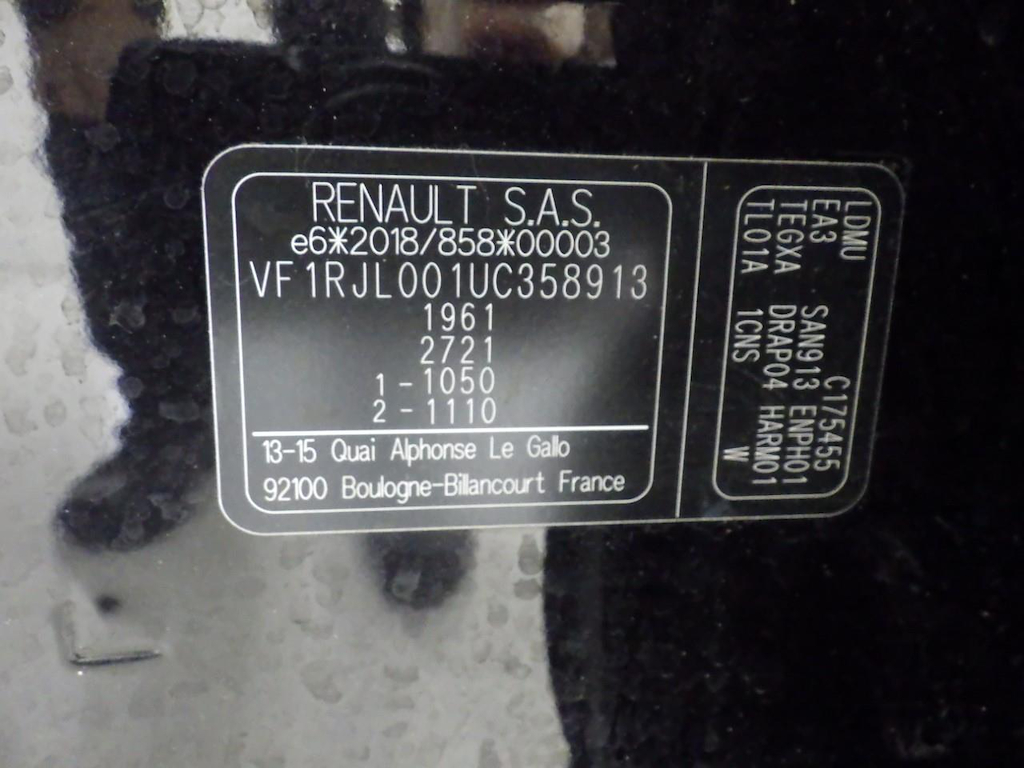 RENAULT S.A.S.
e6*2018/858*00003
VF1RJL001UC358913
1961
2721
1-1050
2-1110
13-15 Quai Alphonse Le Gallo
92100 Boulogne-Billancourt France
LDMU C175455
EA3 SAN913 ENPH01
TEGXA DRAP04 HARM01
TL01A 1CNS W